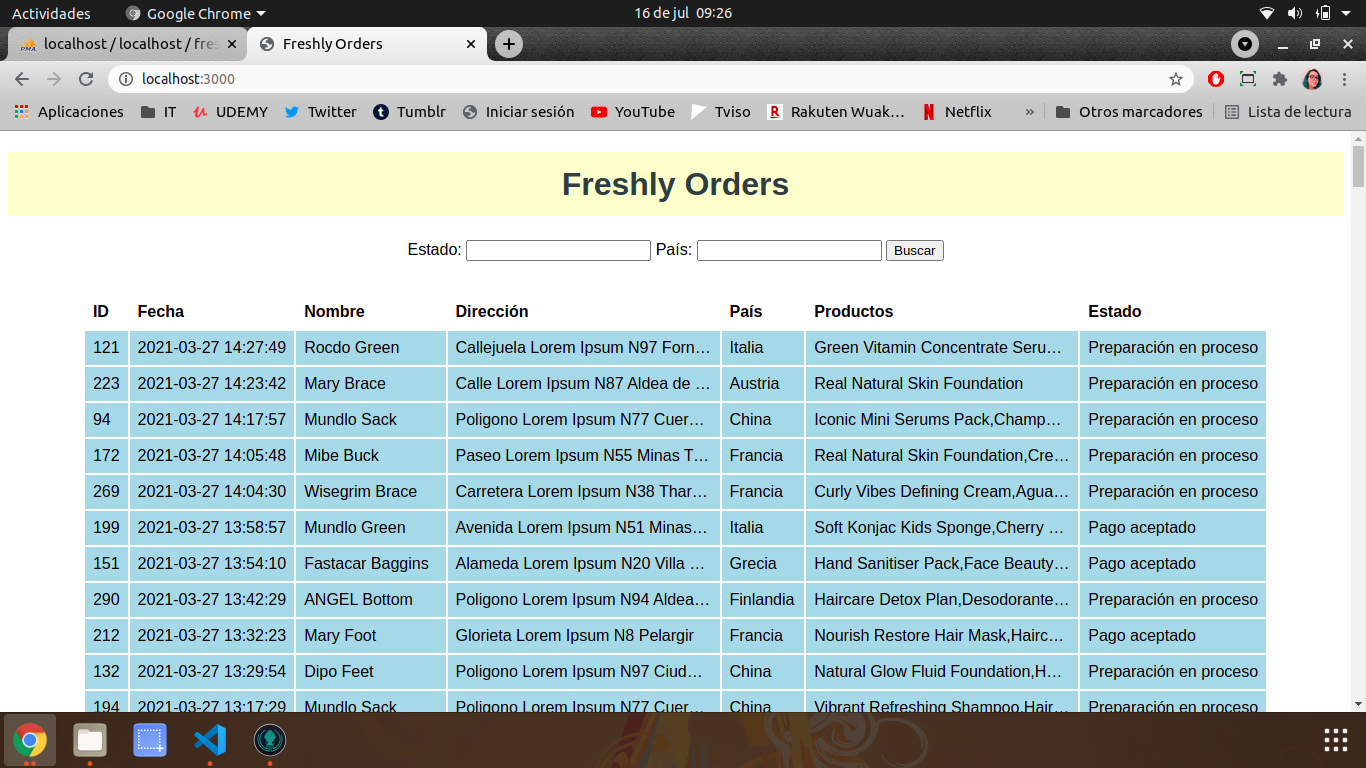 Actividades Google Chrome 16 de jul 09:26
PMA localhost / localhost / fres Freshly Orders
localhost:3000
Aplicaciones IT UDEMY Twitter Tumblr Iniciar sesión YouTube Tviso Rakuten Wuak… Netflix » Otros marcadores Lista de lectura
Freshly Orders
Estado: País: Buscar
ID Fecha Nombre Dirección País Productos Estado
121 2021-03-27 14:27:49 Rocdo Green Callejuela Lorem Ipsum N97 Forn… Italia Green Vitamin Concentrate Seru… Preparación en proceso
223 2021-03-27 14:23:42 Mary Brace Calle Lorem Ipsum N87 Aldea de … Austria Real Natural Skin Foundation Preparación en proceso
94 2021-03-27 14:17:57 Mundlo Sack Poligono Lorem Ipsum N77 Cuer… China Iconic Mini Serums Pack,Champ… Preparación en proceso
172 2021-03-27 14:05:48 Mibe Buck Paseo Lorem Ipsum N55 Minas T… Francia Real Natural Skin Foundation,Cre… Preparación en proceso
269 2021-03-27 14:04:30 Wisegrim Brace Carretera Lorem Ipsum N38 Thar… Francia Curly Vibes Defining Cream,Agua… Preparación en proceso
199 2021-03-27 13:58:57 Mundlo Green Avenida Lorem Ipsum N51 Minas… Italia Soft Konjac Kids Sponge,Cherry … Pago aceptado
151 2021-03-27 13:54:10 Fastacar Baggins Alameda Lorem Ipsum N20 Villa … Grecia Hand Sanitiser Pack,Face Beauty… Pago aceptado
290 2021-03-27 13:42:29 ANGEL Bottom Poligono Lorem Ipsum N94 Aldea… Finlandia Haircare Detox Plan,Desodorante… Preparación en proceso
212 2021-03-27 13:32:23 Mary Foot Glorieta Lorem Ipsum N8 Pelargir Francia Nourish Restore Hair Mask,Hairc… Pago aceptado
132 2021-03-27 13:29:54 Dipo Feet Poligono Lorem Ipsum N97 Ciud… China Natural Glow Fluid Foundation,H… Preparación en proceso
194 2021-03-27 13:17:29 Mundlo Sack Poligono Lorem Ipsum N77 Cuer… China Vibrant Refreshing Shampoo,Hair… Preparación en proceso